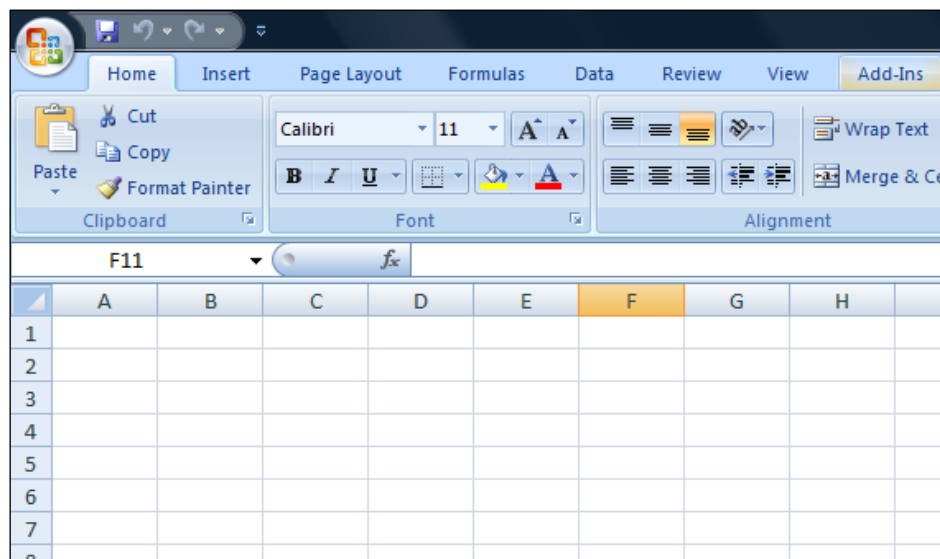 Home Insert Page Layout Formulas Data Review View Add-Ins
Cut
Calibri 11 A A Wrap Text
Copy
Paste
Format Painter
B I U A Merge & Ce
Clipboard Font Alignment
F11 fx
A B C D E F G H
1
2
3
4
5
6
7